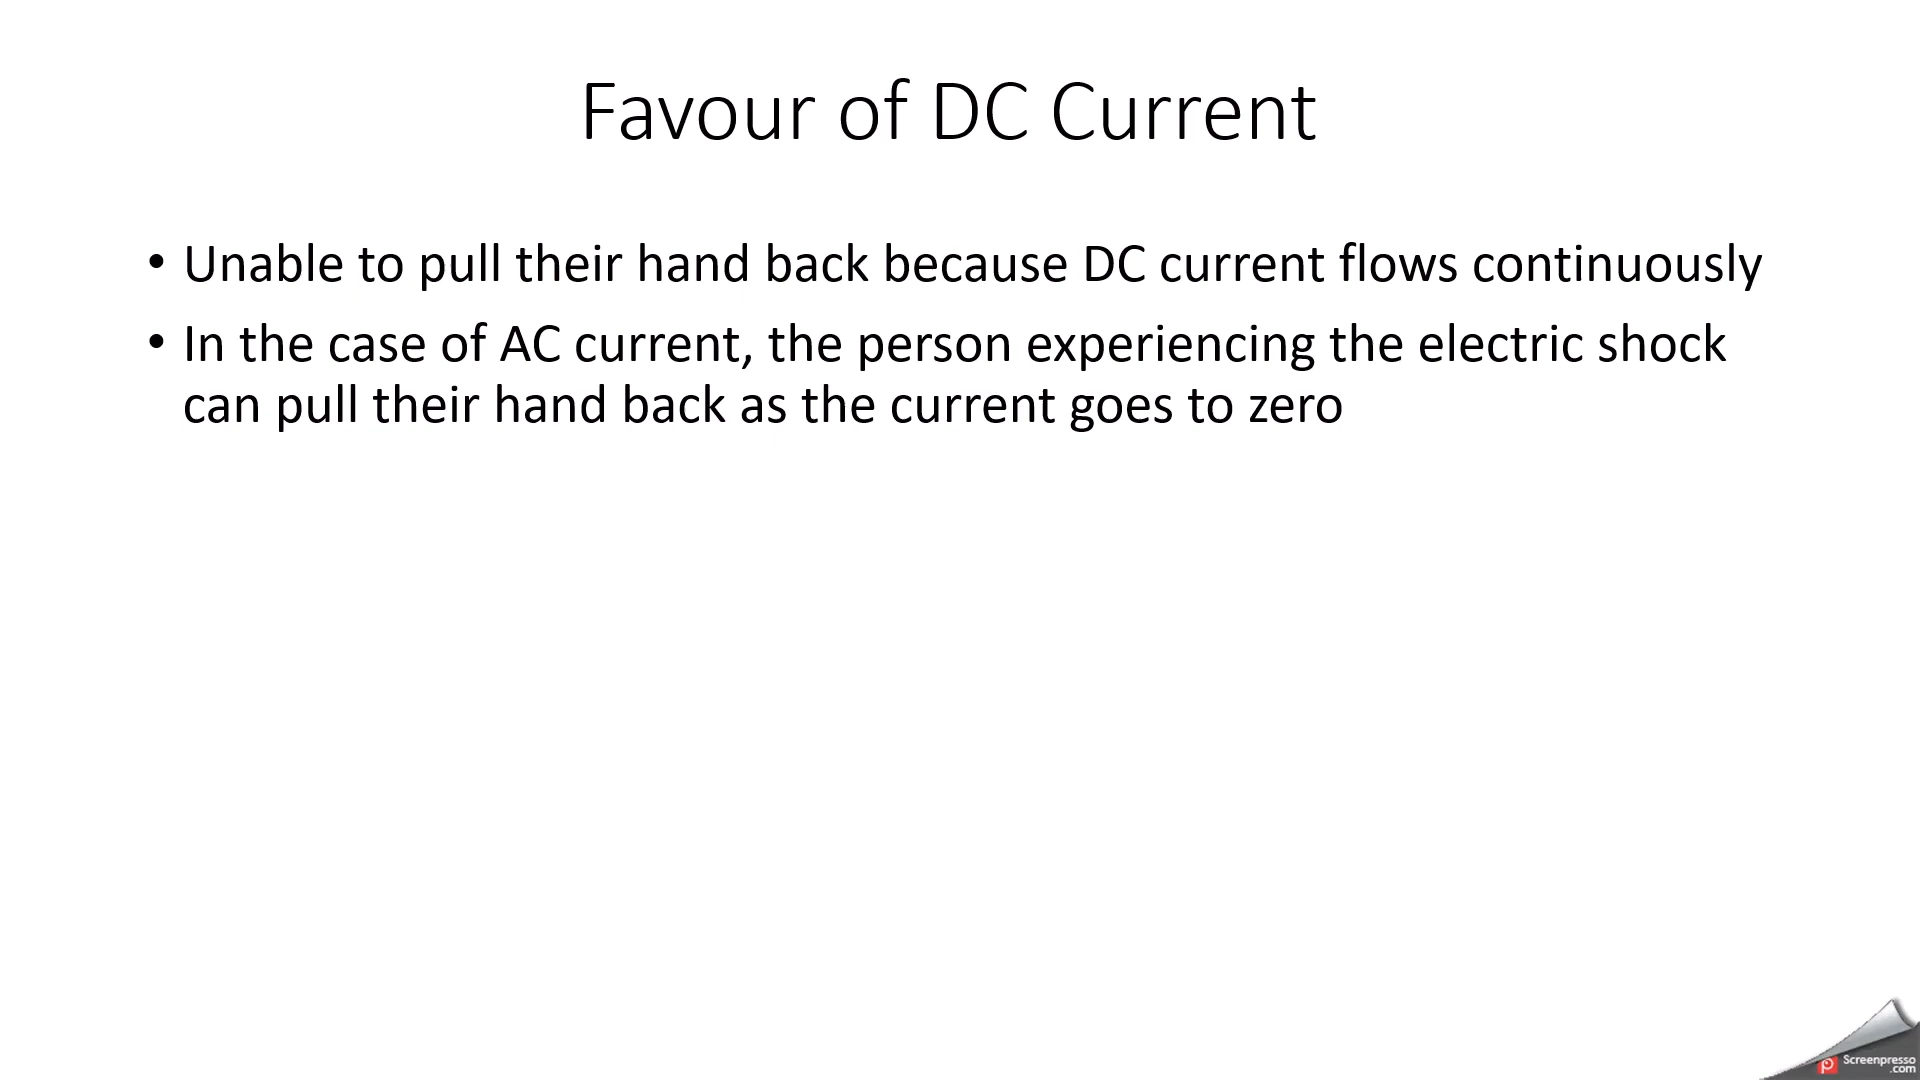 Favour of DC Current
• Unable to pull their hand back because DC current flows continuously
• In the case of AC current, the person experiencing the electric shock
can pull their hand back as the current goes to zero
Screenpresso
.com